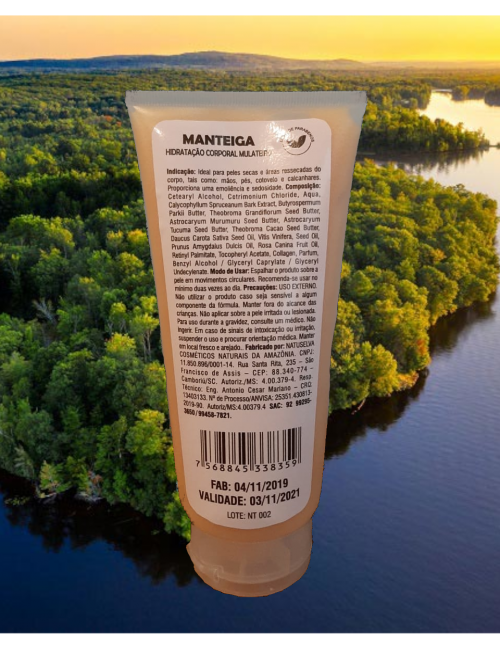 MANTEIGA
HIDRATAÇÃO CORPORAL MULATEIRO
Indicação: Ideal para peles secas e áreas ressecadas do
corpo, tais como: mãos, pés, cotovelo e calcanhares.
Proporciona uma emoliência e sedosidade. Composição:
Cetearyl Alcohol, Cetrimonium Chloride, Aqua,
Calycophyllum Spruceanum Bark Extract, Butyrospermum
Parkii Butter, Theobroma Grandiflorum Seed Butter,
Astrocaryum Murumuru Seed Butter, Astrocaryum
Tucuma Seed Butter, Theobroma Cacao Seed Butter,
Daucus Carota Sativa Seed Oil, Vitis Vinifera, Seed Oil,
Prunus Amygdalus Dulcis Oil, Rosa Canina Fruit Oil,
Retinyl Palmitate, Tocopheryl Acetate, Collagen, Parfum,
Benzyl Alcohol / Glyceryl Caprylate / Glyceryl
Undecylenate. Modo de Usar: Espalhar o produto sobre a
pele em movimentos circulares. Recomenda-se usar no
mínimo duas vezes ao dia. Precauções: USO EXTERNO.
Não utilizar o produto caso seja sensível a algum
componente da fórmula. Manter fora do alcance das
crianças. Não aplicar sobre a pele irritada ou lesionada.
Para uso durante a gravidez, consulte um médico. Não
ingerir. Em caso de sinais de intoxicação ou irritação,
suspender o uso e procurar orientação médica. Manter
em local fresco e arejado. Fabricado por: NATUSELVA
COSMÉTICOS NATURAIS DA AMAZÔNIA. CNPJ:
11.850.896/0001-14. Rua Santa Rita, 235 – São
Francisco de Assis – CEP: 88.340-774 –
Camboriú/SC. Autoriz./MS: 4.00.379-4. Resp.
Técnico: Eng. Antonio Cesar Mariano – CRQ
13403133. Nº de Processo/ANVISA: 25351.430813-
2019-90. Autoriz/MS:4.00379.4 SAC: 92 99295-
3650/99458-7821.
7 568845 338359
FAB: 04/11/2019
VALIDADE: 03/11/2021
LOTE: NT 002